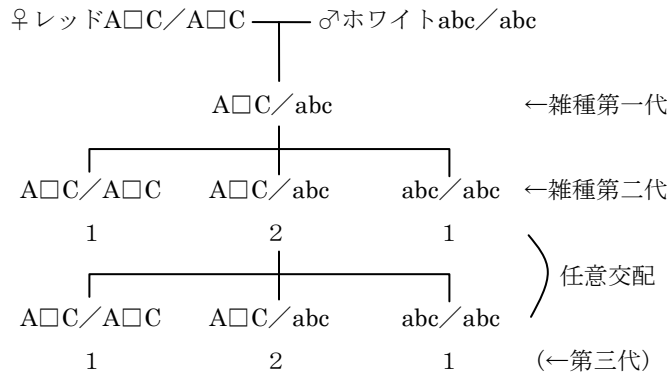 ♀レッドA□C／A□C ♂ホワイトabc／abc
A□C／abc ←雑種第一代
A□C／A□C A□C／abc abc／abc ←雑種第二代
1 2 1
任意交配
A□C／A□C A□C／abc abc／abc
1 2 1 (←第三代)